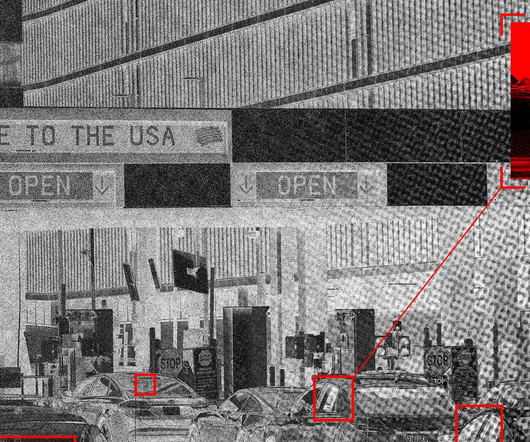 E TO THE USA
OPEN OPEN
STOP STOP